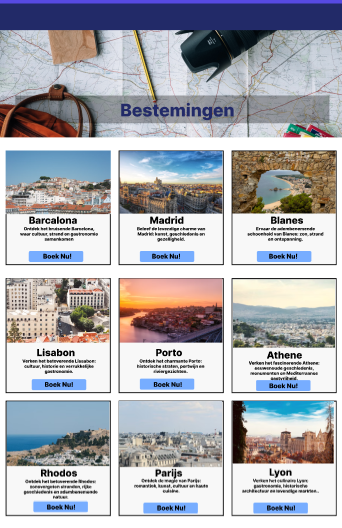 Bestemingen
Barcalona
Ontdek het bruisende Barcelona,
waar cultuur, strand en gastronomie
samenkomen
Boek Nu!
Madrid
Beleef de levendige charme van
Madrid: kunst, geschiedenis en
gezelligheid.
Boek Nu!
Blanes
Ervaar de adembenemende
schoonheid van Blanes: zon, strand
en ontspanning.
Boek Nu!
Lisabon
Verken het betoverende Lissabon:
cultuur, historie en verrukkelijke
gastronomie.
Boek Nu!
Porto
Ontdek het charmante Porto:
historische straten, portwijn en
riviergezichten.
Boek Nu!
Athene
Verken het fascinerende Athene:
eeuwenoude geschiedenis,
monumenten en Mediterraanse
gastvrijheid.
Boek Nu!
Rhodos
Ontdek het betoverende Rhodos:
zonovergoten stranden, rijke
geschiedenis en adembenemende
natuur.
Boek Nu!
Parijs
Ontdek de magie van Parijs:
romantiek, kunst, cultuur en haute
cuisine.
Boek Nu!
Lyon
Verken het culinaire Lyon:
gastronomie, historische
architectuur en levendige markten..
Boek Nu!